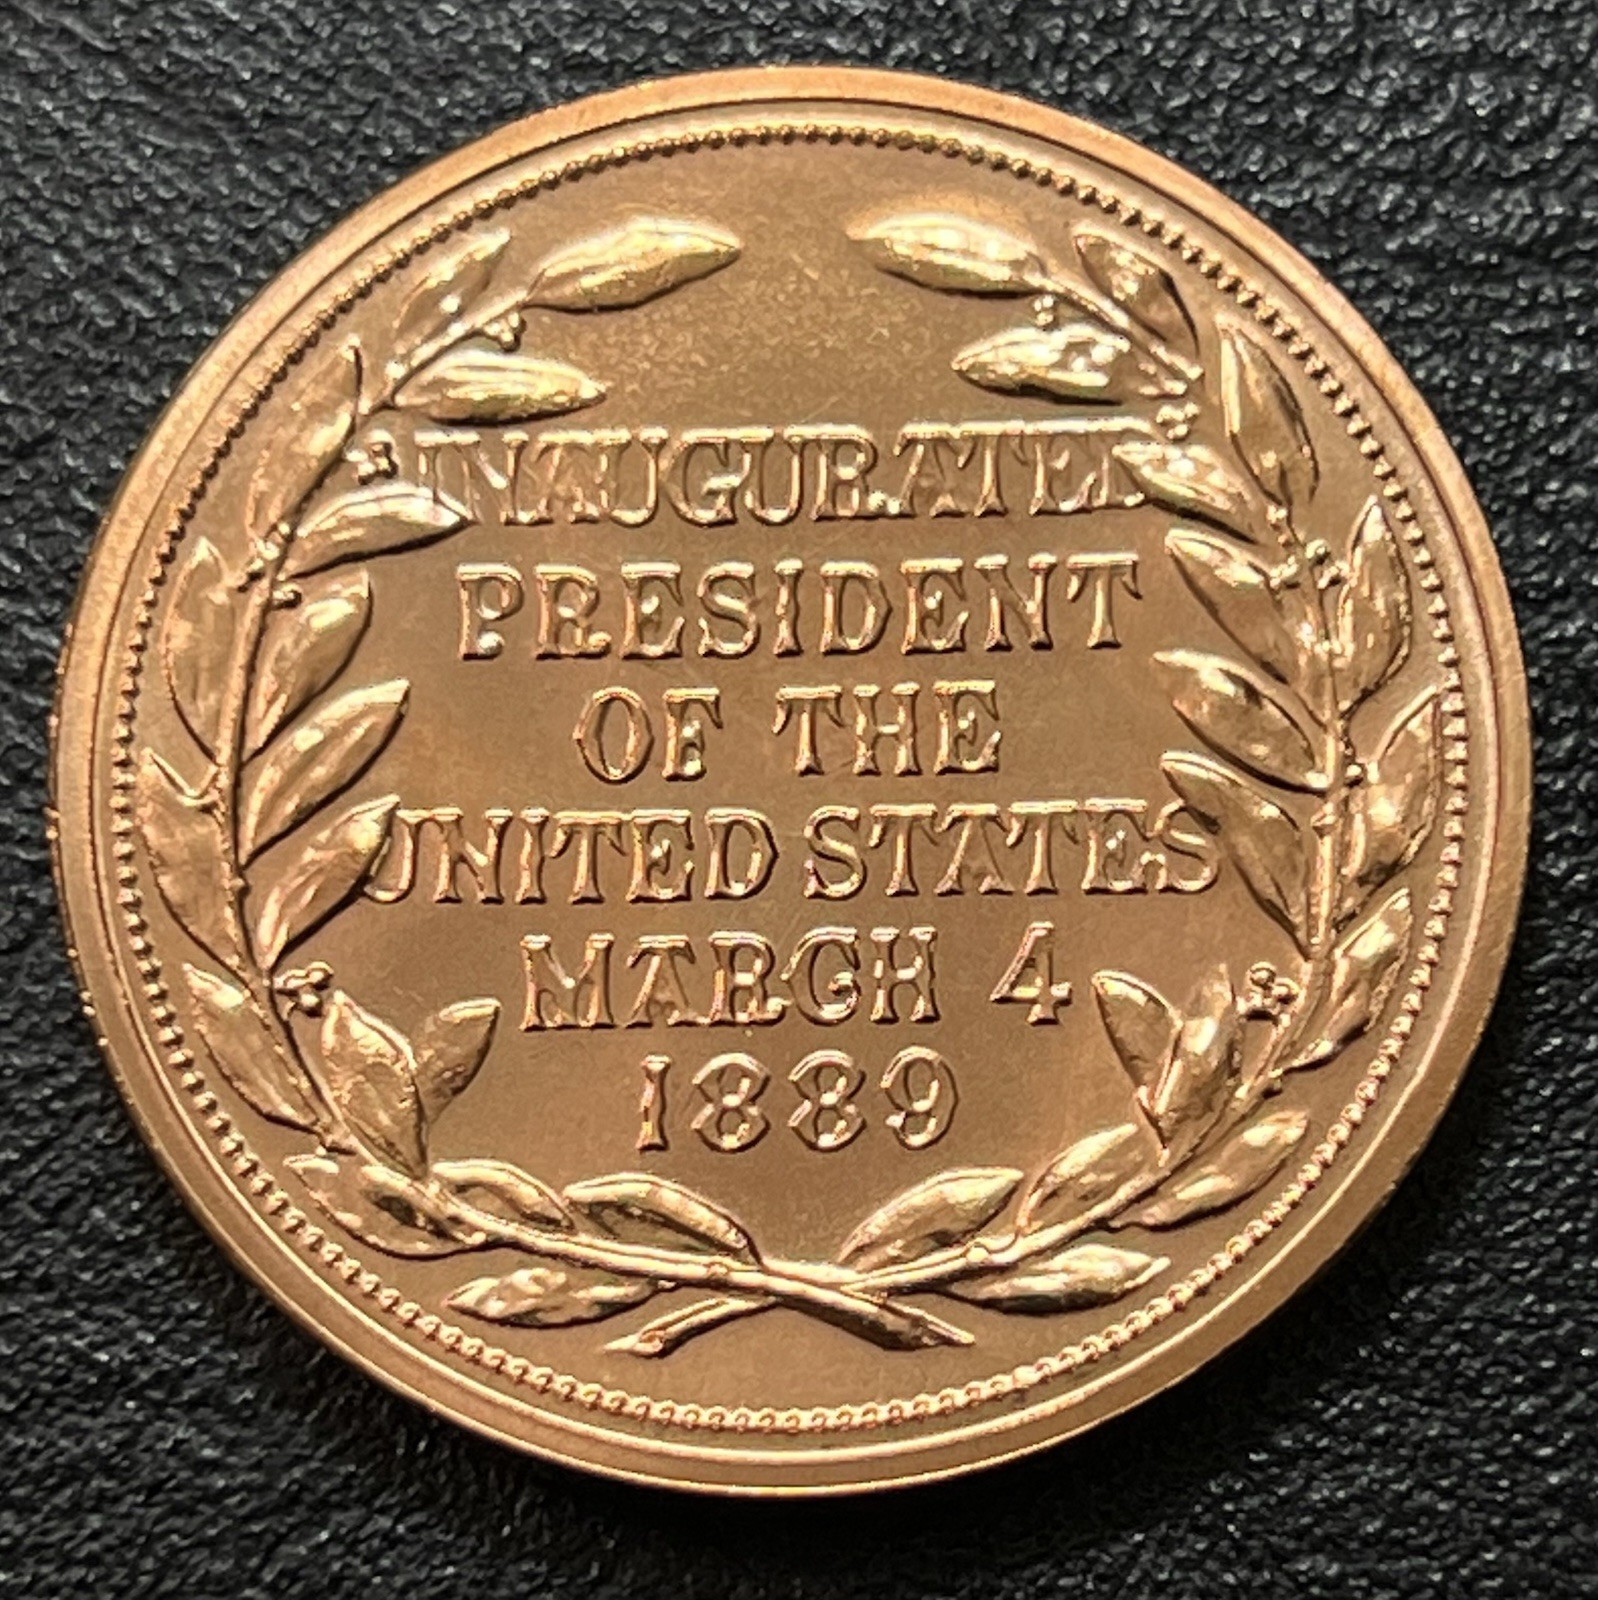 INAUGURATED
PRESIDENT
OF THE
UNITED STATES
MARCH 4
1889